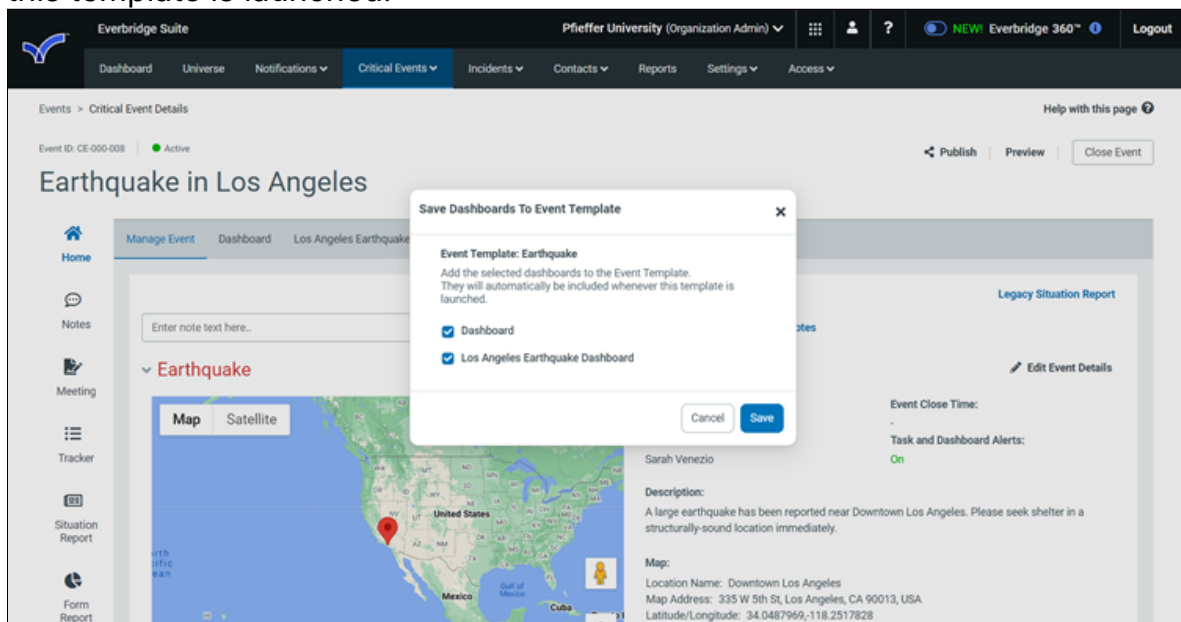 this template is launched.
Everbridge Suite
Pfieffer University (Organization Admin)
?
NEW! Everbridge 360™
Logout
Dashboard Universe Notifications Critical Events Incidents Contacts Reports Settings Access
Events > Critical Event Details
Help with this page
Event ID: CE-000-008 Active
Publish Preview Close Event
Earthquake in Los Angeles
Save Dashboards To Event Template
Home
Manage Event Dashboard Los Angeles Earthquake
Event Template: Earthquake
Add the selected dashboards to the Event Template.
They will automatically be included whenever this template is
launched.
Dashboard
Los Angeles Earthquake Dashboard
Cancel Save
Legacy Situation Report
Notes
Enter note text here..
Earthquake
Edit Event Details
Meeting
Map Satellite
Event Close Time:
-
Task and Dashboard Alerts:
On
Tracker
Sarah Venezio
Situation
Report
Description:
A large earthquake has been reported near Downtown Los Angeles. Please seek shelter in a
structurally-sound location immediately.
United States
Mexico
Gulf of
Mexico
Cuba
Map:
Location Name: Downtown Los Angeles
Map Address: 335 W 5th St, Los Angeles, CA 90013, USA
Latitude/Longitude: 34.0487969,-118.2517828
Form
Report